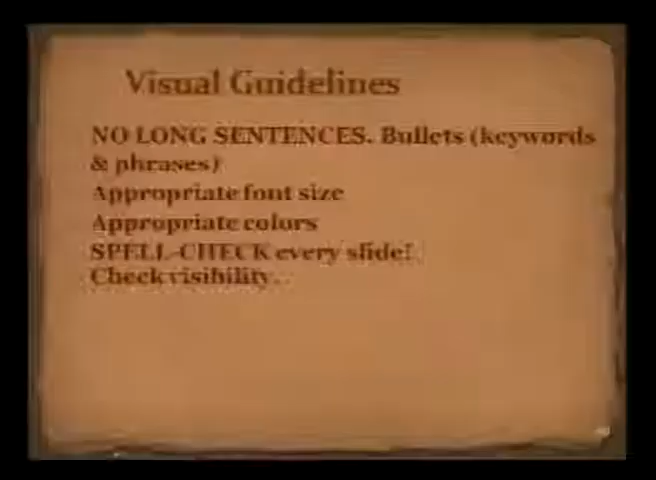 Visual Guidelines
NO LONG SENTENCES. Bullets (keywords
& phrases)
Appropriate font size
Appropriate colors
SPELL-CHECK every slide!
Check visibility.